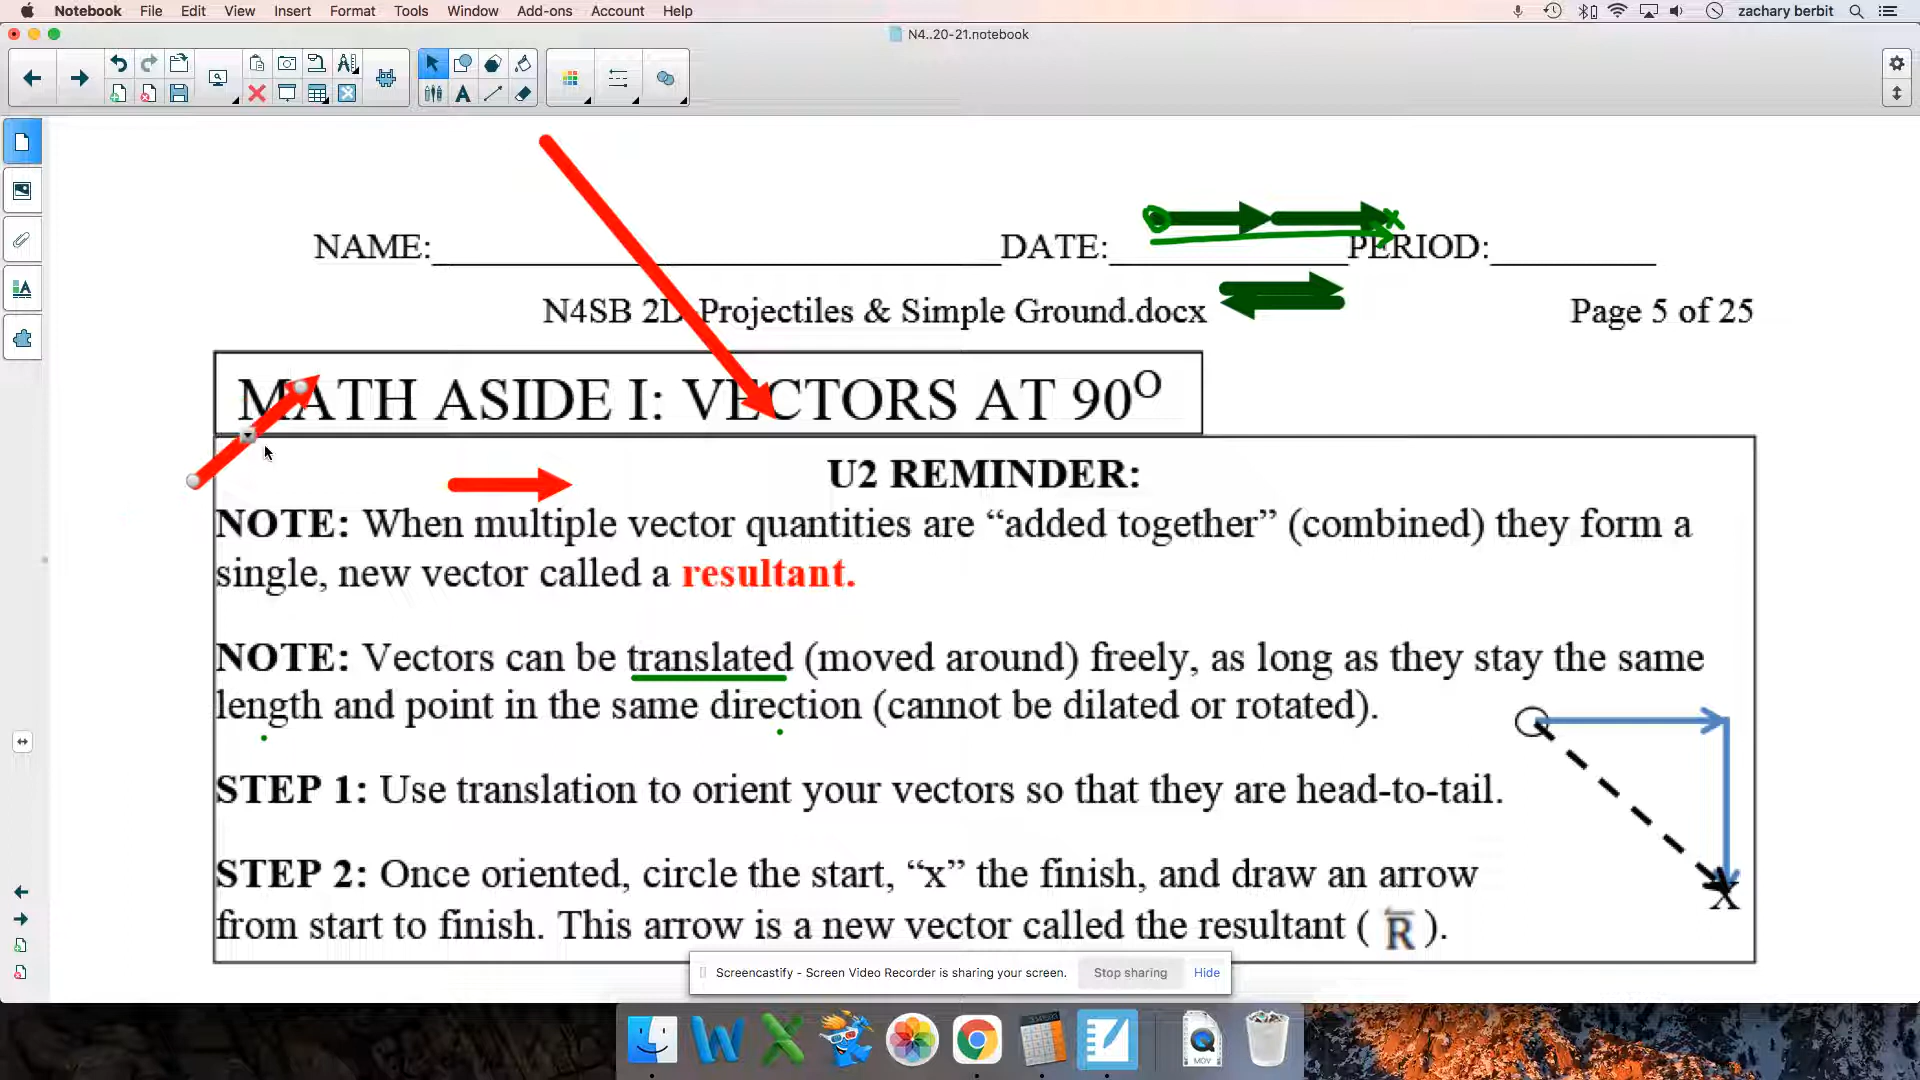 Notebook File Edit View Insert Format Tools Window Add-ons Account Help zachary berbit
N4..20-21.notebook
NAME: DATE: PERIOD:
N4SB 2D Projectiles & Simple Ground.docx Page 5 of 25
MATH ASIDE I: VECTORS AT 90O
U2 REMINDER:
NOTE: When multiple vector quantities are “added together” (combined) they form a
single, new vector called a resultant.
NOTE: Vectors can be translated (moved around) freely, as long as they stay the same
length and point in the same direction (cannot be dilated or rotated).
STEP 1: Use translation to orient your vectors so that they are head-to-tail.
STEP 2: Once oriented, circle the start, “x” the finish, and draw an arrow
X
from start to finish. This arrow is a new vector called the resultant ( R ).
Screencastify - Screen Video Recorder is sharing your screen. Stop sharing Hide
MOV